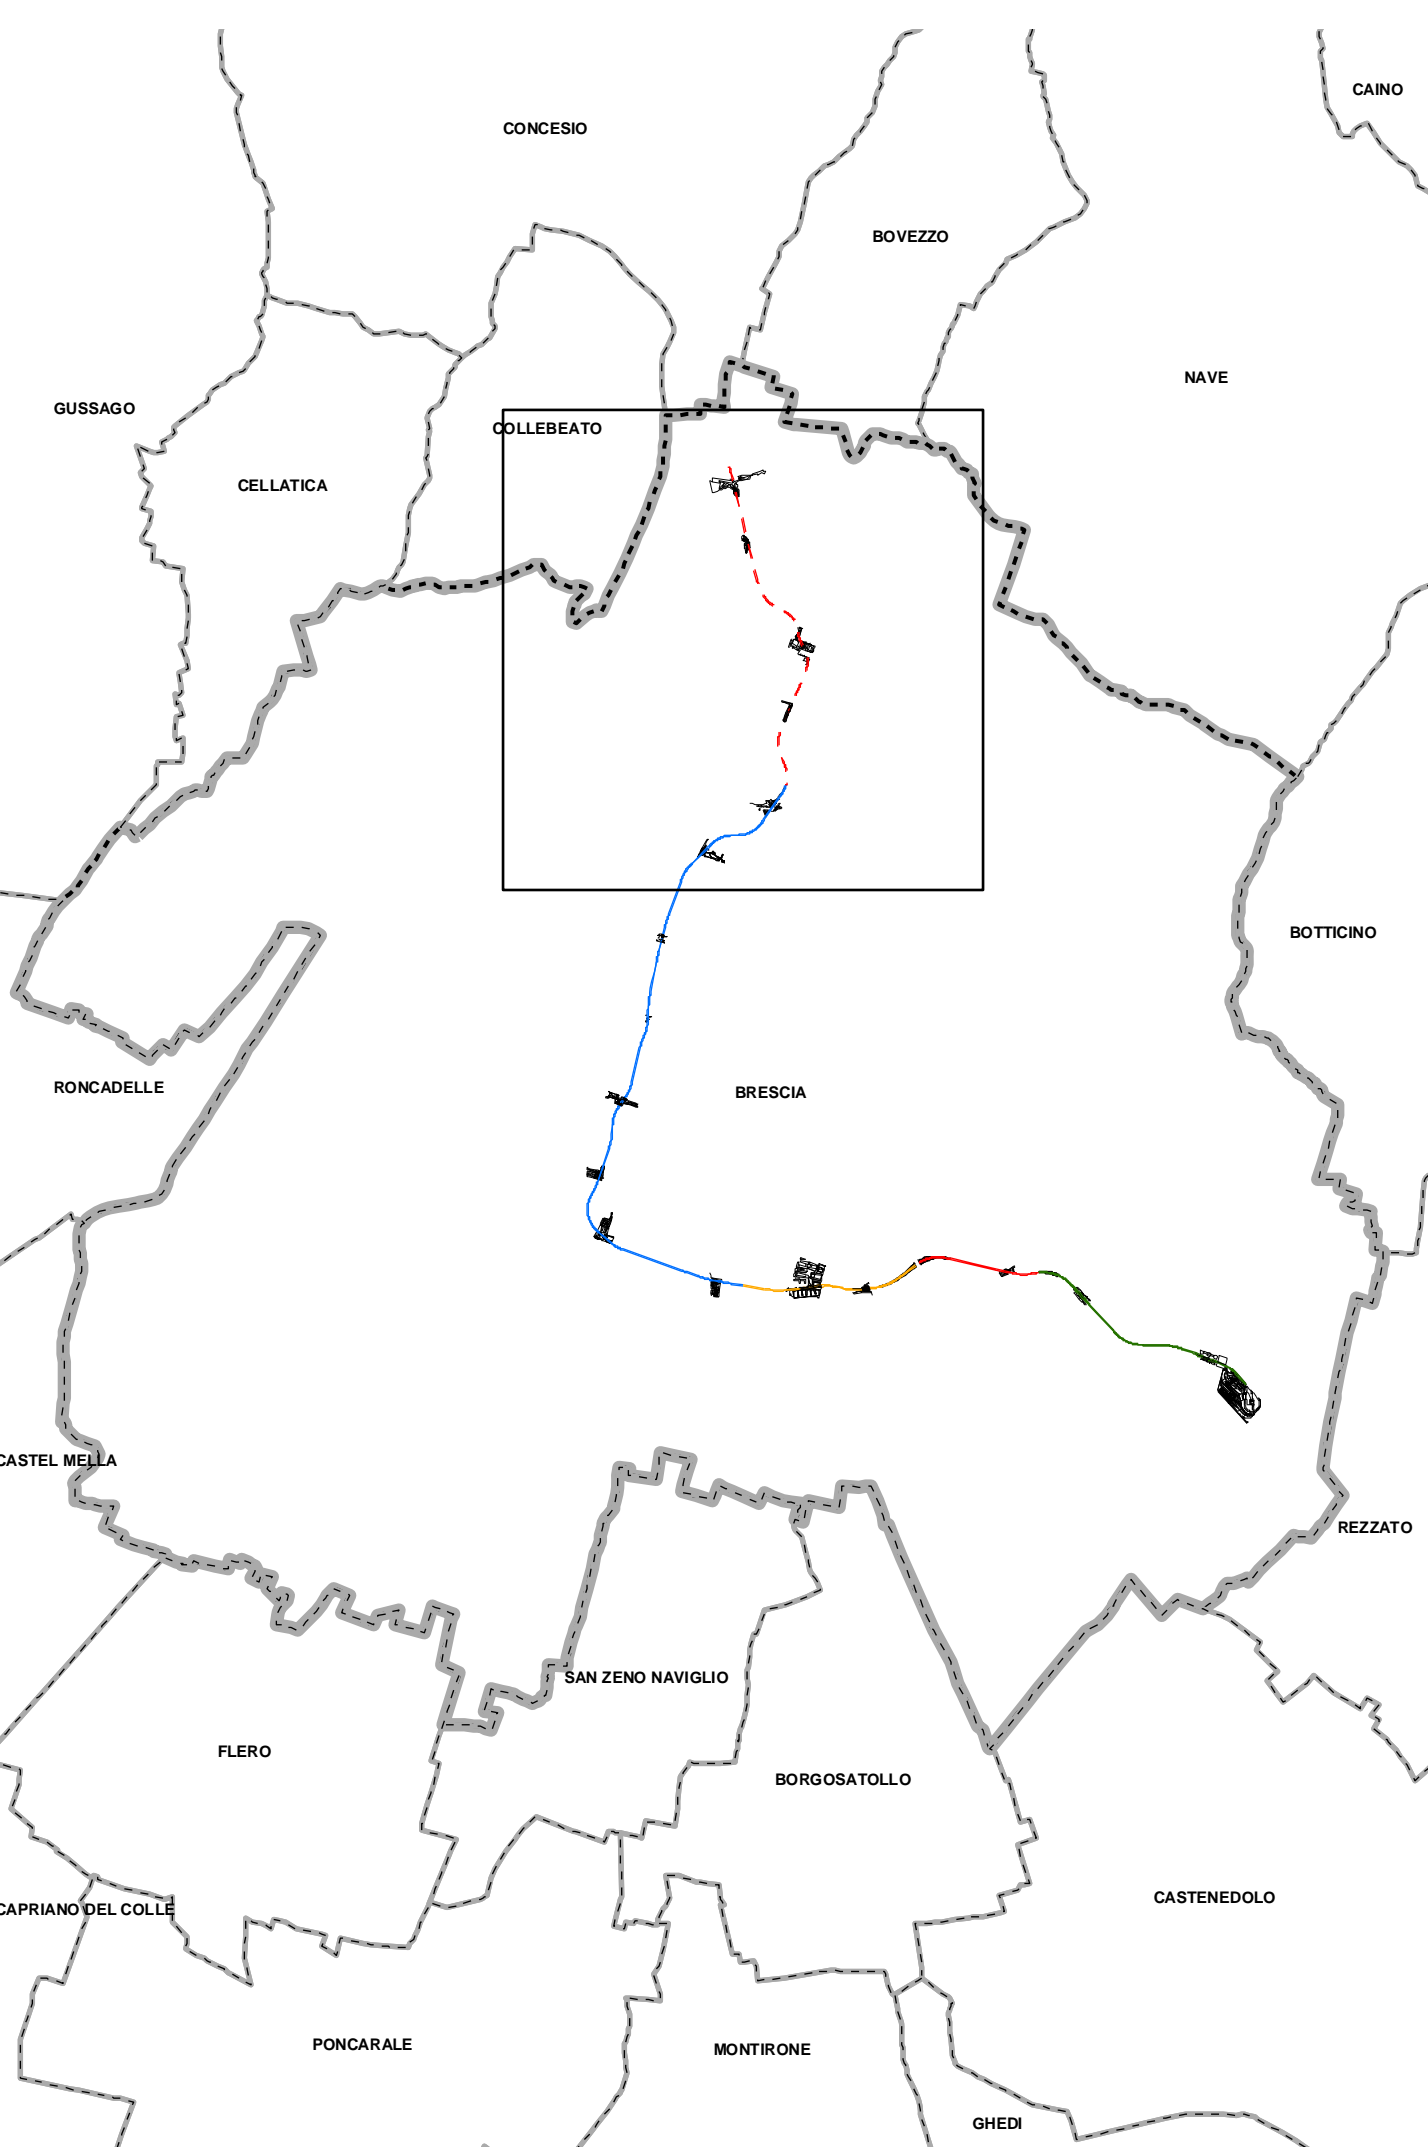 CAINO
CONCESIO
BOVEZZO
NAVE
GUSSAGO
COLLEBEATO
CELLATICA
BOTTICINO
RONCADELLE
BRESCIA
CASTEL MELLA
REZZATO
SAN ZENO NAVIGLIO
FLERO
BORGOSATOLLO
CASTENEDOLO
CAPRIANO DEL COLLE
PONCARALE
MONTIRONE
GHEDI